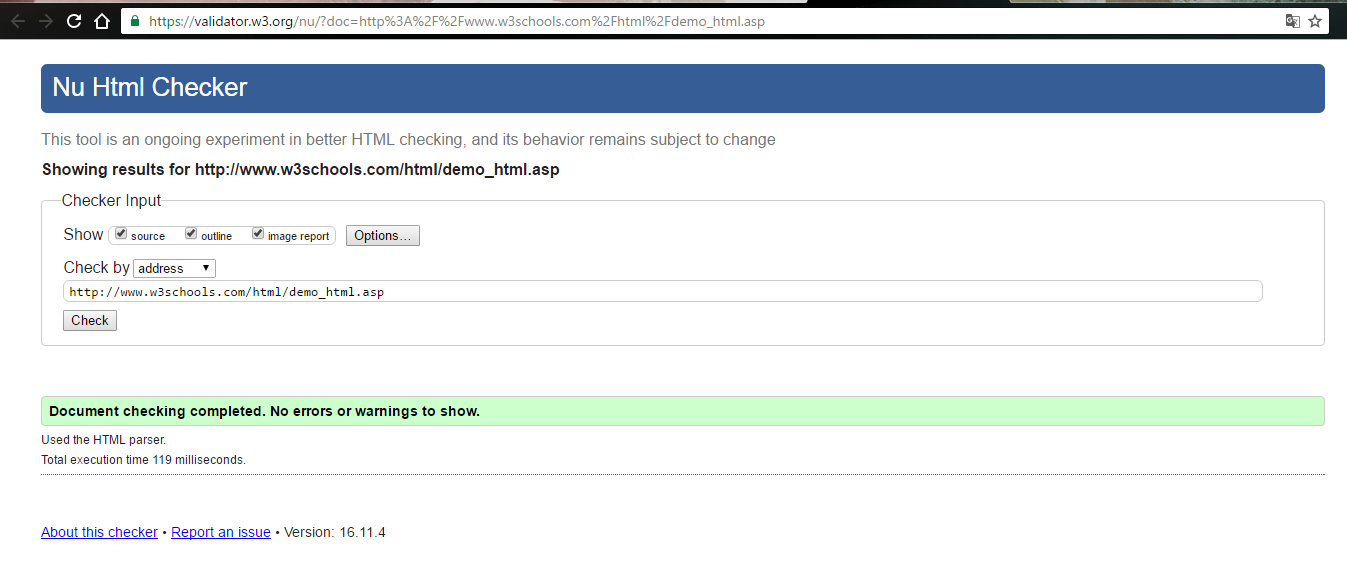 https://validator.w3.org/nu/?doc=http%3A%2F%2Fwww.w3schools.com%2Fhtml%2Fdemo_html.asp
Nu Html Checker
This tool is an ongoing experiment in better HTML checking, and its behavior remains subject to change
Showing results for http://www.w3schools.com/html/demo_html.asp
Checker Input
Show source outline image report Options...
Check by address
http://www.w3schools.com/html/demo_html.asp
Check
Document checking completed. No errors or warnings to show.
Used the HTML parser.
Total execution time 119 milliseconds.
About this checker • Report an issue • Version: 16.11.4